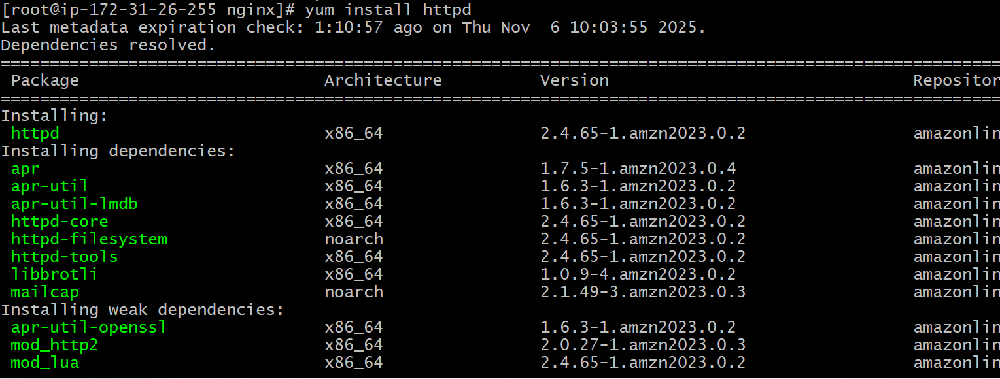 [root@ip-172-31-26-255 nginx]# yum install httpd
Last metadata expiration check: 1:10:57 ago on Thu Nov  6 10:03:55 2025.
Dependencies resolved.
================================================================================
 Package                         Architecture          Version                               Repositor
================================================================================
Installing:
 httpd                           x86_64                2.4.65-1.amzn2023.0.2                 amazonlin
Installing dependencies:
 apr                             x86_64                1.7.5-1.amzn2023.0.4                  amazonlin
 apr-util                        x86_64                1.6.3-1.amzn2023.0.2                  amazonlin
 apr-util-lmdb                   x86_64                1.6.3-1.amzn2023.0.2                  amazonlin
 httpd-core                      x86_64                2.4.65-1.amzn2023.0.2                 amazonlin
 httpd-filesystem                noarch                2.4.65-1.amzn2023.0.2                 amazonlin
 httpd-tools                     x86_64                2.4.65-1.amzn2023.0.2                 amazonlin
 libbrotli                       x86_64                1.0.9-4.amzn2023.0.2                  amazonlin
 mailcap                         noarch                2.1.49-3.amzn2023.0.3                 amazonlin
Installing weak dependencies:
 apr-util-openssl                x86_64                1.6.3-1.amzn2023.0.2                  amazonlin
 mod_http2                       x86_64                2.0.27-1.amzn2023.0.3                 amazonlin
 mod_lua                         x86_64                2.4.65-1.amzn2023.0.2                 amazonlin